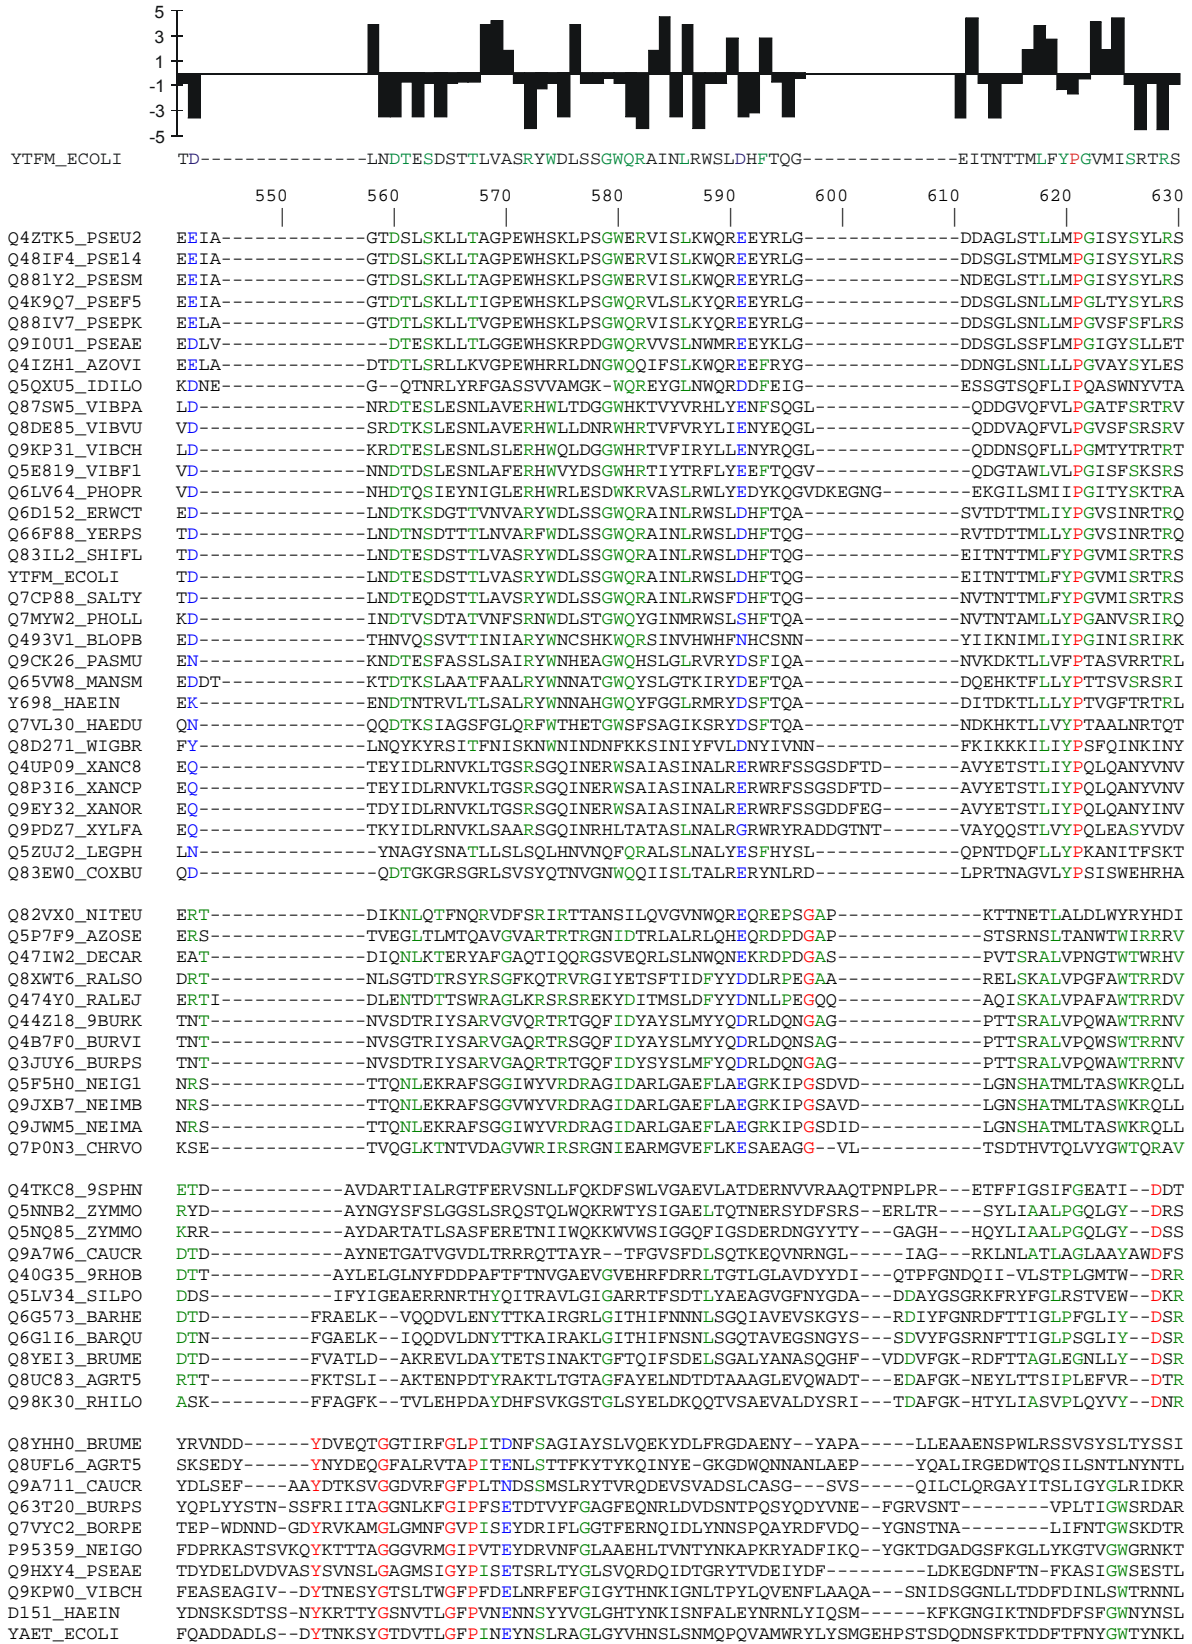 5
3
1
-1
-3
-5
YTFM_ECOLI TD---------------LNDTESDSTTLVASRYWDLSSGWQRAINLRWSLDHFTQG--------------EITNTTMLFYPGVMISRTRS
550 560 570 580 590 600 610 620 630
Q4ZTK5_PSEU2 EEIA-------------GTDSLSKLLTAGPEWHSKLPSGWERVISLKWQREEYRLG--------------DDAGLSTLLMPGISYSYLRS
Q48IF4_PSE14 EEIA-------------GTDSLSKLLTAGPEWHSKLPSGWERVISLKWQREEYRLG--------------DDSGLSTMLMPGISYSYLRS
Q881Y2_PSESM EEIA-------------GTDSLSKLLTAGPEWHSKLPSGWERVISLKWQREEYRLG--------------NDEGLSTLLMPGISYSYLRS
Q4K9Q7_PSEF5 EEIA-------------GTDTLSKLLTIGPEWHSKLPSGWQRVLSLKYQREEYRLG--------------DDSGLSNLLMPGLTYSYLRS
Q88IV7_PSEPK EELA-------------GTDTLSKLLTVGPEWHSKLPSGWQRVISLKYQREEYRLG--------------DDSGLSNLLMPGVSFSFLRS
Q9I0U1_PSEAE EDLV---------------DTESKLLTLGGEWHSKRPDGWQRVVSLNWMREEYKLG--------------DDSGLSSFLMPGIGYSLLET
Q4IZH1_AZOVI EELA-------------DTDTLSRLLKVGPEWHRRLDNGWQQIFSLKWQREEFRYG--------------DDNGLSNLLLPGVAYSYLES
Q5QXU5_IDILO KDNE-------------G--QTNRLYRFGASSVVAMGK-WQREYGLNWQRDDFEIG--------------ESSGTSQFLIPQASWNYVTA
Q87SW5_VIBPA LD---------------NRDTESLESNLAVERHWLTDGGWHKTVYVRHLYENFSQGL--------------QDDGVQFVLPGATFSRTRV
Q8DE85_VIBVU VD---------------SRDTKSLESNLAVERHWLLDNRWHRTVFVRYLIENYEQGL--------------QDDVAQFVLPGVSFSRSRV
Q9KP31_VIBCH LD---------------KRDTESLESNLSLERHWQLDGGWHRTVFIRYLLENYRQGL--------------QDDNSQFLLPGMTYTRTRT
Q5E819_VIBF1 VD---------------NNNTDSLESNLAFERHWVYDSGWHRTIYTRFLYEEFTQGV--------------QDGTAWLVLPGISFSKSRS
Q6LV64_PHOPR VD---------------NHDTQSIEYNIGLERHWRLESDWKRVASLRWLYEDYKQGVDKEGNG--------EKGILSMIIPGITYSKTRA
Q6D152_ERWCT ED---------------LNDTKSDGTTVNVARYWDLSSGWQRAINLRWSLDHFTQA--------------SVTDTTMLIYPGVSINRTRQ
Q66F88_YERPS TD---------------LNDTNSDTTTLNVARFWDLSSGWQRAINLRWSLDHFTQG--------------RVTDTTMLLYPGVSINRTRQ
Q83IL2_SHIFL TD---------------LNDTESDSTTLVASRYWDLSSGWQRAINLRWSLDHFTQG--------------EITNTTMLFYPGVMISRTRS
YTFM_ECOLI TD---------------LNDTESDSTTLVASRYWDLSSGWQRAINLRWSLDHFTQG--------------EITNTTMLFYPGVMISRTRS
Q7CP88_SALTY TD---------------LNDTEQDSTTLVASRYWDLSSGWQRAINLRWSFDHFTQG--------------NVTNTTMLFYPGVMISRTRS
Q7MYW2_PHOLL KD---------------INDTVSDTATVNFSRNWDLSTGWQYGINMRWSLSHFTQG--------------NVTNTAMLLYPGANVSRIRQ
Q493V1_BLOPB ED---------------THNVQSSVTTINIARYWNCSHKWQRSINVHWHFNHCSNN--------------YIIKNIMLIYPGINISRIRK
Q9CK26_PASMU EN---------------KNDTESFASSLSAIRYWNHEAGWQHSLGLRVRYDSFIQA--------------NVKDKTLLVFPTASVRRTRL
Q65VW8_MANSM EDDT-------------KTDTKSLAATFAALRYWNNATGWQYSLGTKIRYDEFTQA--------------DQEHKTFLLYPTTSVSRSRI
Y698_HAEIN EK---------------ENDTNTRVLTLSALRYWNNAHGWQYFGGLRMRYDSFTQA--------------DITDKTLLLYPTVGFTRTRL
Q7VL30_HAEDU QN---------------QQDTKSIAGSFGLQRFWTHETGWSFSAGIKSRYDSFTQA--------------NDKHKTLLVYPTAALNRTQT
Q8D271_WIGBR FY---------------LNQYKYRSITFNISKNWNINDNFKKSINIYFVLDNYIVNN-------------FKIKKKILIYPSFQINKINY
Q4UP09_XANC8 EQ---------------TEYIDLRNVKLTGSRSGQINERWSAIASINALRERWRFSSGSDFTD-------AVYETSTLIYPQLQANYVNV
Q8P3I6_XANCP EQ---------------TEYIDLRNVKLTGSRSGQINERWSAIASINALRERWRFSSGSDFTD-------AVYETSTLIYPQLQANYVNV
Q9EY32_XANOR EQ---------------TDYIDLRNVKLTGSRSGQINERWSAIASINALRERWRFSSGDDFEG-------AVYETSTLIYPQLQANYINV
Q9PDZ7_XYLFA EQ---------------TKYIDLRNVKLSAARSGQINRHLTATASLNALRGRWRYRADDGTNT-------VAYQQSTLVYPQLEASYVDV
Q5ZUJ2_LEGPH LN----------------YNAGYSNATLLSLSQLHNVNQFQRALSLNALYESFHYSL-------------QPNTDQFLLYPKANITFSKT
Q83EW0_COXBU QD----------------QDTGKGRSGRLSVSYQTNVGNWQQIISLTALRERYEINL-------------LPRTNAGVLYPSISWEHRHA
Q82VX0_NITEU ERT--------------DIKNLQTFNQRVDFSRIRTTANSILQVGVNWQREQREPSGAP-------------KTTNETLALDLWYRYHDI
Q5P7F9_AZOSE ERS--------------TVEGLTLMTQAVGVARTRTRGNIDTRLALRLQHEQRDPDGAP-------------STSRNSLTANWTWIRRRV
Q47IW2_DECAR EAT--------------DIQNLKTERYAFGAQTIQQRGSVEQRLSLNWQNEKRDPDGAS-------------PVTSRALVPNGTWTWRHV
Q8XWT6_RALSO DRT--------------NLSGTDTRSYRSGFKQTRVGIYETSFTIDFYYDDLRPEGAA-------------RELSKALVPGFAWTRRDV
Q474Y0_RALEJ ERTI-------------DLENTDTTSWRAGLKRSRSREKYDITMSLDFYYDNLLPEGQQ-------------AQISKALVPAFAWTRRDV
Q44Z18_9BURK TNT--------------NVSDTRIYSARVGVQRTRTGQFIDYAYSLMYYQDRLDQNGAG-------------PTTSRALVPQWAWTRRNV
Q4B7F0_BURVI TNT--------------NVSGTRIYSARVGAQRTRSGQFIDYAYSLMYYQDRLDQNSAG-------------PTTSRALVPQWSWTRRNV
Q3JUY6_BURPS TNT--------------NVSDTRIYSARVGAQRPRTGQFIDYSYSLMFYQDRLDQNGAG-------------PTTSRALVPQWAWTRRNV
Q5F5H0_NEIG1 NRS--------------TTQNLEKRAFSGGIWYVRDRAGIDARLGAEFLAEGRKIPGSDVD-----------LGNSHATMLTASWKRQLL
Q9JXB7_NEIMB NRS--------------TTQNLEKRAFSGGVWYVRDRAGIDARLGAEFLAEGRKIPGSAVD-----------LGNSHATMLTASWKRQLL
Q9JWM5_NEIMA NRS--------------TTQNLEKRAFSGGIWYVRDRAGIDARLGAEFLAEGRKIPGSDID-----------LGNSHATMLTASWKRQLL
Q7P0N3_CHRVO KSE--------------TVQGLKTNTVDAGVWRIRSRGNIEARMGVEFLKESAEAGG--VL-----------TSDTHVTQLVYGWTQRAV
Q4TKC8_9SPHN ETD------------AVDARTIALRGTFERVSNLLFQKDFSWLVGAEVLATDERNVVRAAQTPNPLPR---ETFFIGSIFGEATI--DDT
Q5NNB2_ZYMMO RYD------------AYNGYSFSLGGSLSRQSTQLWQKRWTYSIGAELTQTNERSYDFSRS--ERLTR---SYLIAALPGQLGY--DRS
Q5NQ85_ZYMMO KRR------------AYDARTATLSASFERETNIIWQKKWVWSIGGQFIGSDERDNGYYTY---GAGH--HQYLIAALPGQLGY--DSS
Q9A7W6_CAUCR DTD------------AYNETGATVGVDLTRRRQTTAYR--TFGVSFDLSQTKEQVNRNGL-----IAG--RKLNLATLAGLAAYAWDFS
Q40G35_9RHOB DTT------------AYLELGLNYFDDPAFTFTNVGAEVGVEHRFDRRLTGTLGLAVDYYDI---QTPFGNDQII-VLSTPLGMTW--DRR
Q5LV34_SILPO DDS------------IFYIGEAERRNRTHYQITRAVLGIGARRTFSDTLYAEAGVGFNYGDA---DDAYGSGRKFRYFGLRSTVEW--DKR
Q6G573_BARHE DTD---------FRAELK--VQQDVLENYTTKAIRGRLGITHIFNNNLSGQIAVEVSKGYS---RDIYFGNRDFTTIGLPFGLIY--DSR
Q6G1I6_BARQU DTN---------FGAELK--IQQDVLDNYTTKAIRAKLGITHIFNSNLSGQTAVEGSNGYS---SDVYFGSRNFTTIGLPSGLIY--DSR
Q8YEI3_BRUME DTD---------FVATLD--AKREVLDAYTETSINAKTGFTQIFSDELSGALYANASQGHF--VDDVFGK-RDFTTAGLEGNLLY--DSR
Q8UC83_AGRT5 RTT---------FKTSLI--AKTENPDTYRAKTLTGTAGFAYELNDTDTAAAGLEVQWADT---EDAFGK-NEYLTTSIPLEFVR--DTR
Q98K30_RHILO ASK---------FFAGFK--TVLEHPDAYDHFSVKGSTGLSYELDKQQTVSAALDYSRI---TDAFGK-HTYLIASVPLQYVY--DNR
Q8YHH0_BRUME YRVNDD------YDVEQTGGTIRFGLPITDNFSAGIAYSLVQEKYDLFRGDAENY--YAPA---LLEAAENSPWLRSSVSYSLTYSSI
Q8UFL6_AGRT5 SKSEDY------YNYDEQGFALRVTAPITENLSTTFKYTYKQINYE-GKGDWQNNANLAEP----YQALIRGEDWTQSILSNTLNYNTL
Q9A711_CAUCR YDLSEF----AAYDTKSVGGDVRFGFPLTNDSSMSLRYTVRQDEVSVADSLCASG---SVS----QILCLQRGAYITSLIGYGLRIDKR
Q63T20_BURPS YQPLYYSTN-SSFRIITAGGNLKFGIPFSETDTVYFGAGFEQNRLDVDSNTPQSYQDYVNE--FGRVSNT------VPLTIGWSRDAR
Q7VYC2_BORPE TEP-WDNND-GDYRVKAMGLGMNFGVPISEYDRIFLGGTFERNQIDLYNNSPQAYRDFVDQ--YGNSTNA--------LIFNTGWSKDTR
P95359_NEIGO FDPRKASTSVKQYKTTTAGGGVRMGIPVTEYDRVNFGLAAEHLTVNTYNKAPKRYADFIKQ--YGKTDGADGSFKGLLYKGTVGWGRNKT
Q9HXY4_PSEAE TDYDELDVDVASYSVNSLGAGMSIGYPISETSRLTYGLSVQRDQIDTGRYTVDEIYDF-------LDKEGDNFTN-FKASIGWSESTL
Q9KPW0_VIBCH FEASEAGIV--DYTNESYGTSLTWGFPFDELNRFEFGIGYTHNKIGNLTPYLQVENFLAAQA---SNIDSGGNLLTDDFDINLSWTRNNL
D151_HAEIN YDNSKSDTSS-NYKRTTYGSNVTLGFPVNENNSYYVGLGHTYNKISNFALEYNRNLYIQSM------KFKGNGIKTNDFDFSFGWNYNSL
YAET_ECOLI FQADDADLS--DYTNKSYGTDVTLGFPINEYNSLRAGLGYVHNSLSNMQPQVAMWRYLYSMGEHPSTSDQDNSFKTDDFTFNYGWTYNKL